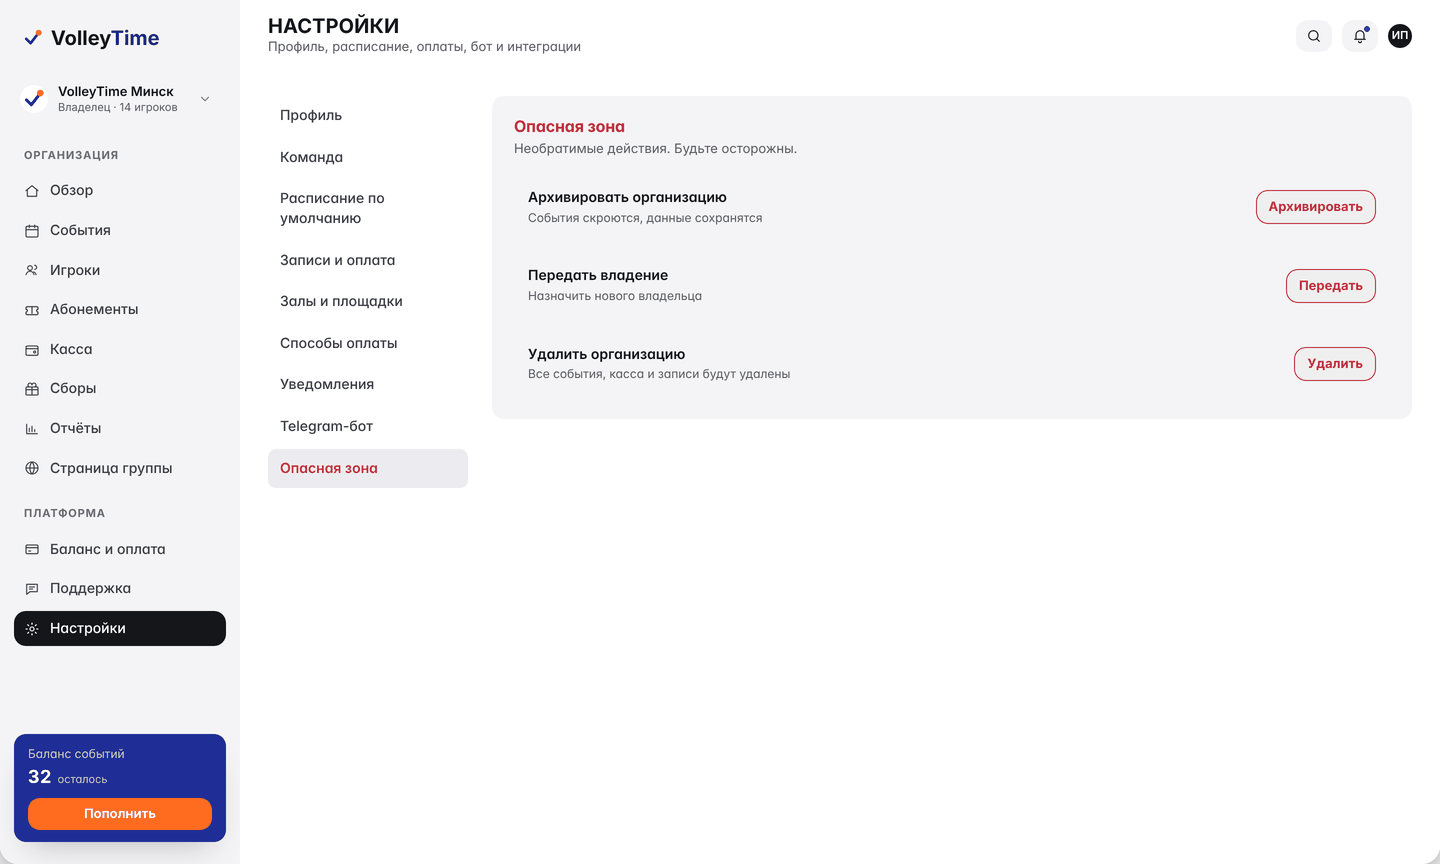 VolleyTime
VolleyTime Минск
Владелец · 14 игроков
ОРГАНИЗАЦИЯ
Обзор
События
Игроки
Абонементы
Касса
Сборы
Отчёты
Страница группы
ПЛАТФОРМА
Баланс и оплата
Поддержка
Настройки
Баланс событий
32 осталось
Пополнить
НАСТРОЙКИ
Профиль, расписание, оплаты, бот и интеграции
ИП
Профиль
Команда
Расписание по
умолчанию
Записи и оплата
Залы и площадки
Способы оплаты
Уведомления
Telegram-бот
Опасная зона
Опасная зона
Необратимые действия. Будьте осторожны.
Архивировать организацию
События скроются, данные сохранятся
Архивировать
Передать владение
Назначить нового владельца
Передать
Удалить организацию
Все события, касса и записи будут удалены
Удалить